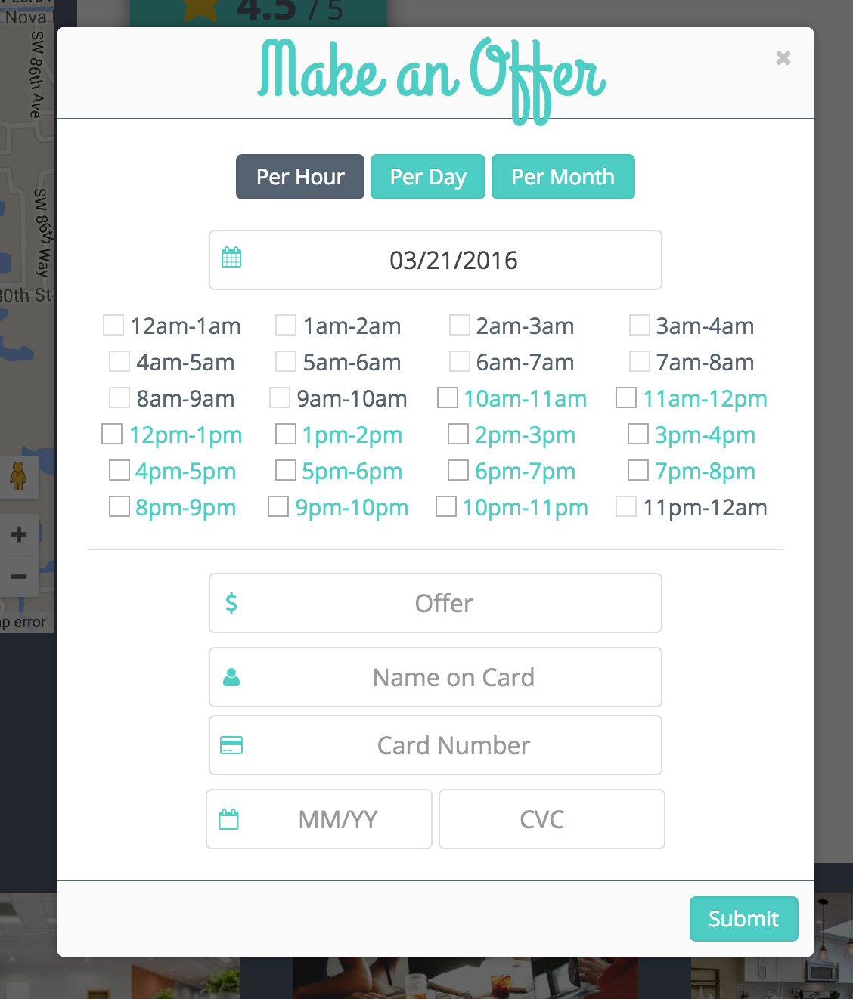 4.5 / 5
Nova
SW 86th Ave
Make an Offer
×
Per Hour Per Day Per Month
SW 86th Way
03/21/2016
80th St
12am-1am 1am-2am 2am-3am 3am-4am
4am-5am 5am-6am 6am-7am 7am-8am
8am-9am 9am-10am 10am-11am 11am-12pm
12pm-1pm 1pm-2pm 2pm-3pm 3pm-4pm
4pm-5pm 5pm-6pm 6pm-7pm 7pm-8pm
8pm-9pm 9pm-10pm 10pm-11pm 11pm-12am
+
−
$ Offer
error
Name on Card
Card Number
MM/YY CVC
Submit